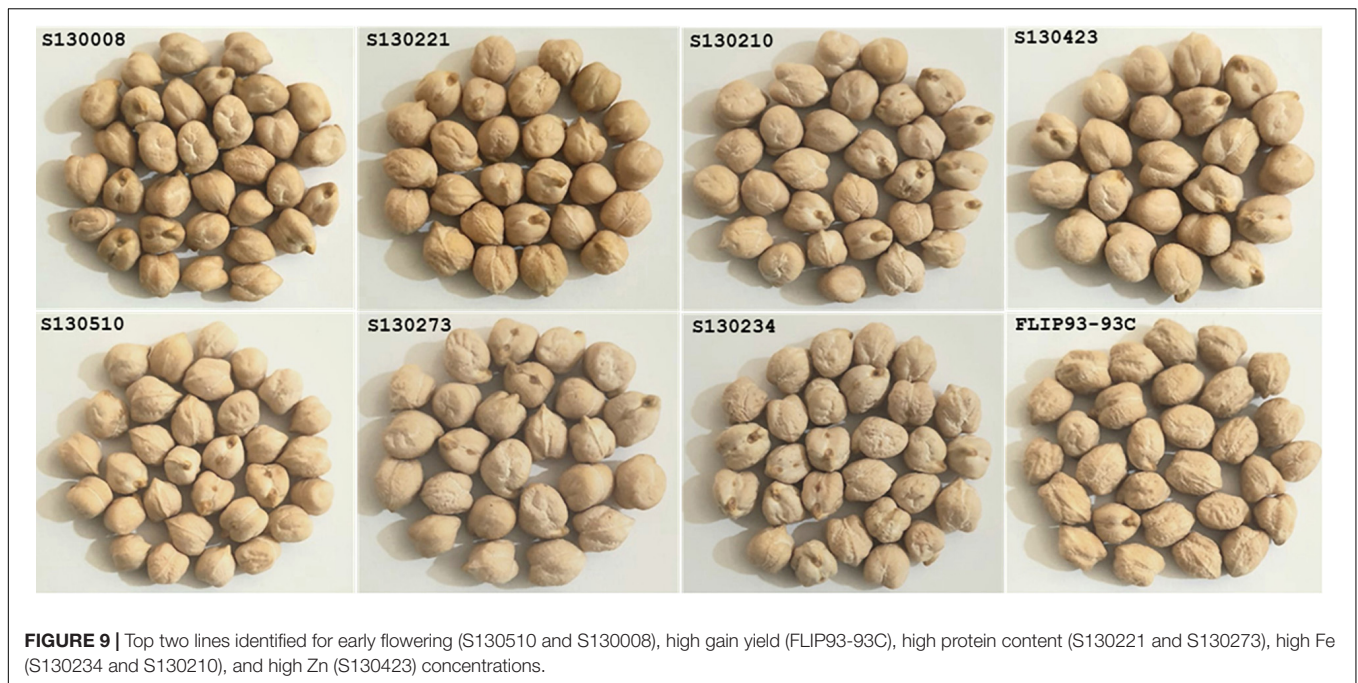 S130008
S130221
S130210
S130423
S130510
S130273
S130234
FLIP93-93C
FIGURE 9 | Top two lines identified for early flowering (S130510 and S130008), high gain yield (FLIP93-93C), high protein content (S130221 and S130273), high Fe
(S130234 and S130210), and high Zn (S130423) concentrations.